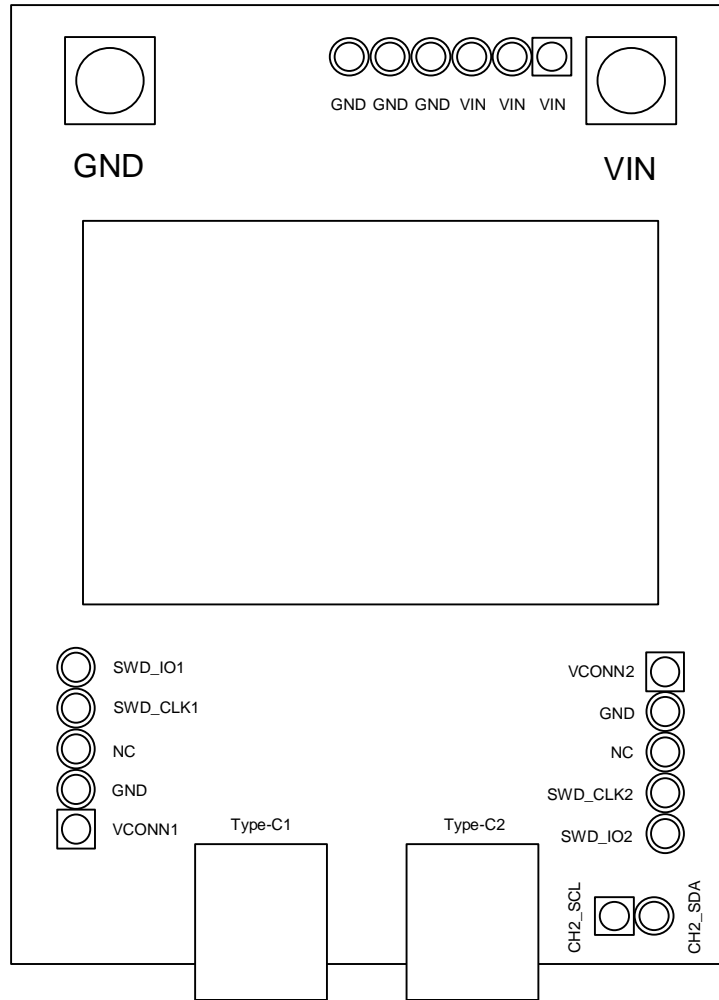 GND GND GND VIN VIN VIN
GND
VIN
SWD_IO1
SWD_CLK1
NC
GND
VCONN1
VCONN2
GND
NC
SWD_CLK2
SWD_IO2
Type-C1
Type-C2
CH2_SCL
CH2_SDA